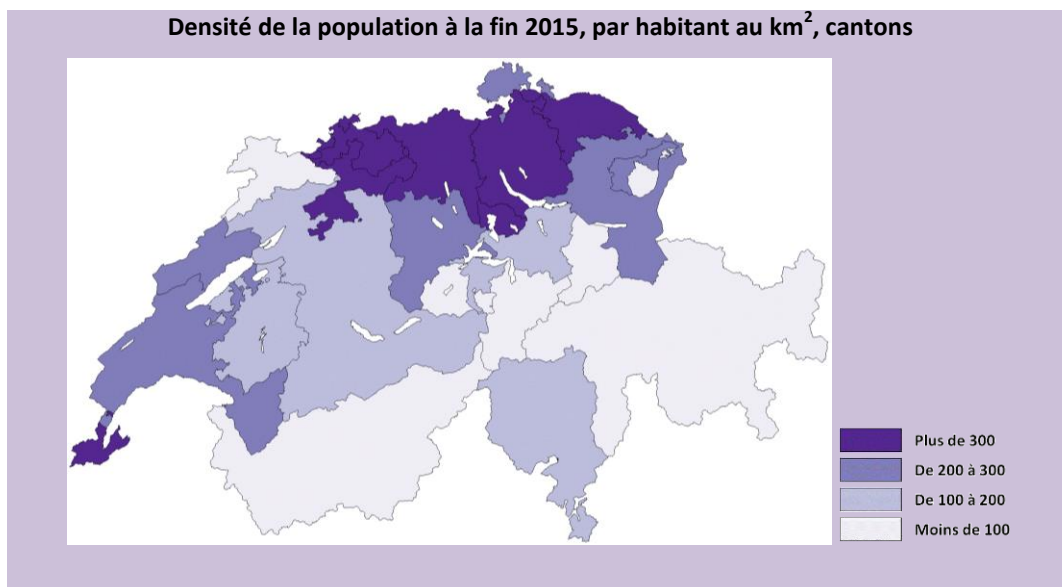 Densité de la population à la fin 2015, par habitant au km², cantons
Plus de 300
De 200 à 300
De 100 à 200
Moins de 100